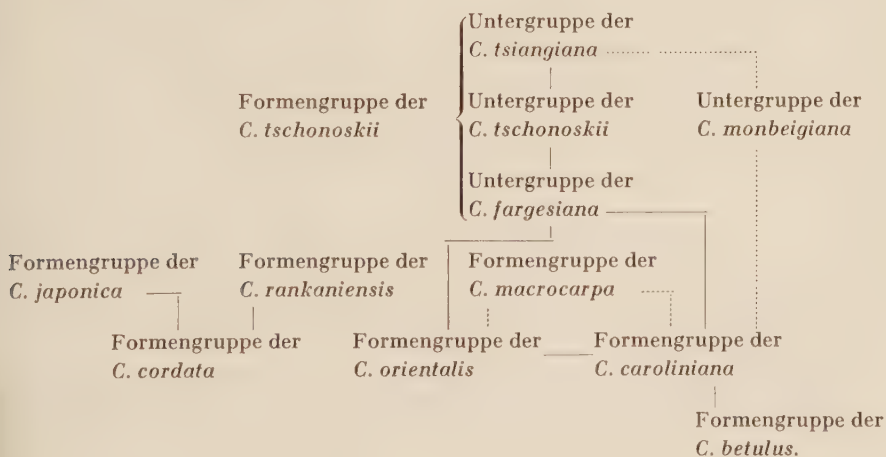 Untergruppe der
C. tsiangiana
Formengruppe der
C. tschonoskii
Untergruppe der
C. tschonoskii
Untergruppe der
C. monbeigiana
Untergruppe der
C. fargesiana
Formengruppe der
C. japonica
Formengruppe der
C. rankaniensis
Formengruppe der
C. macrocarpa
Formengruppe der
C. cordata
Formengruppe der
C. orientalis
Formengruppe der
C. caroliniana
Formengruppe der
C. betulus.